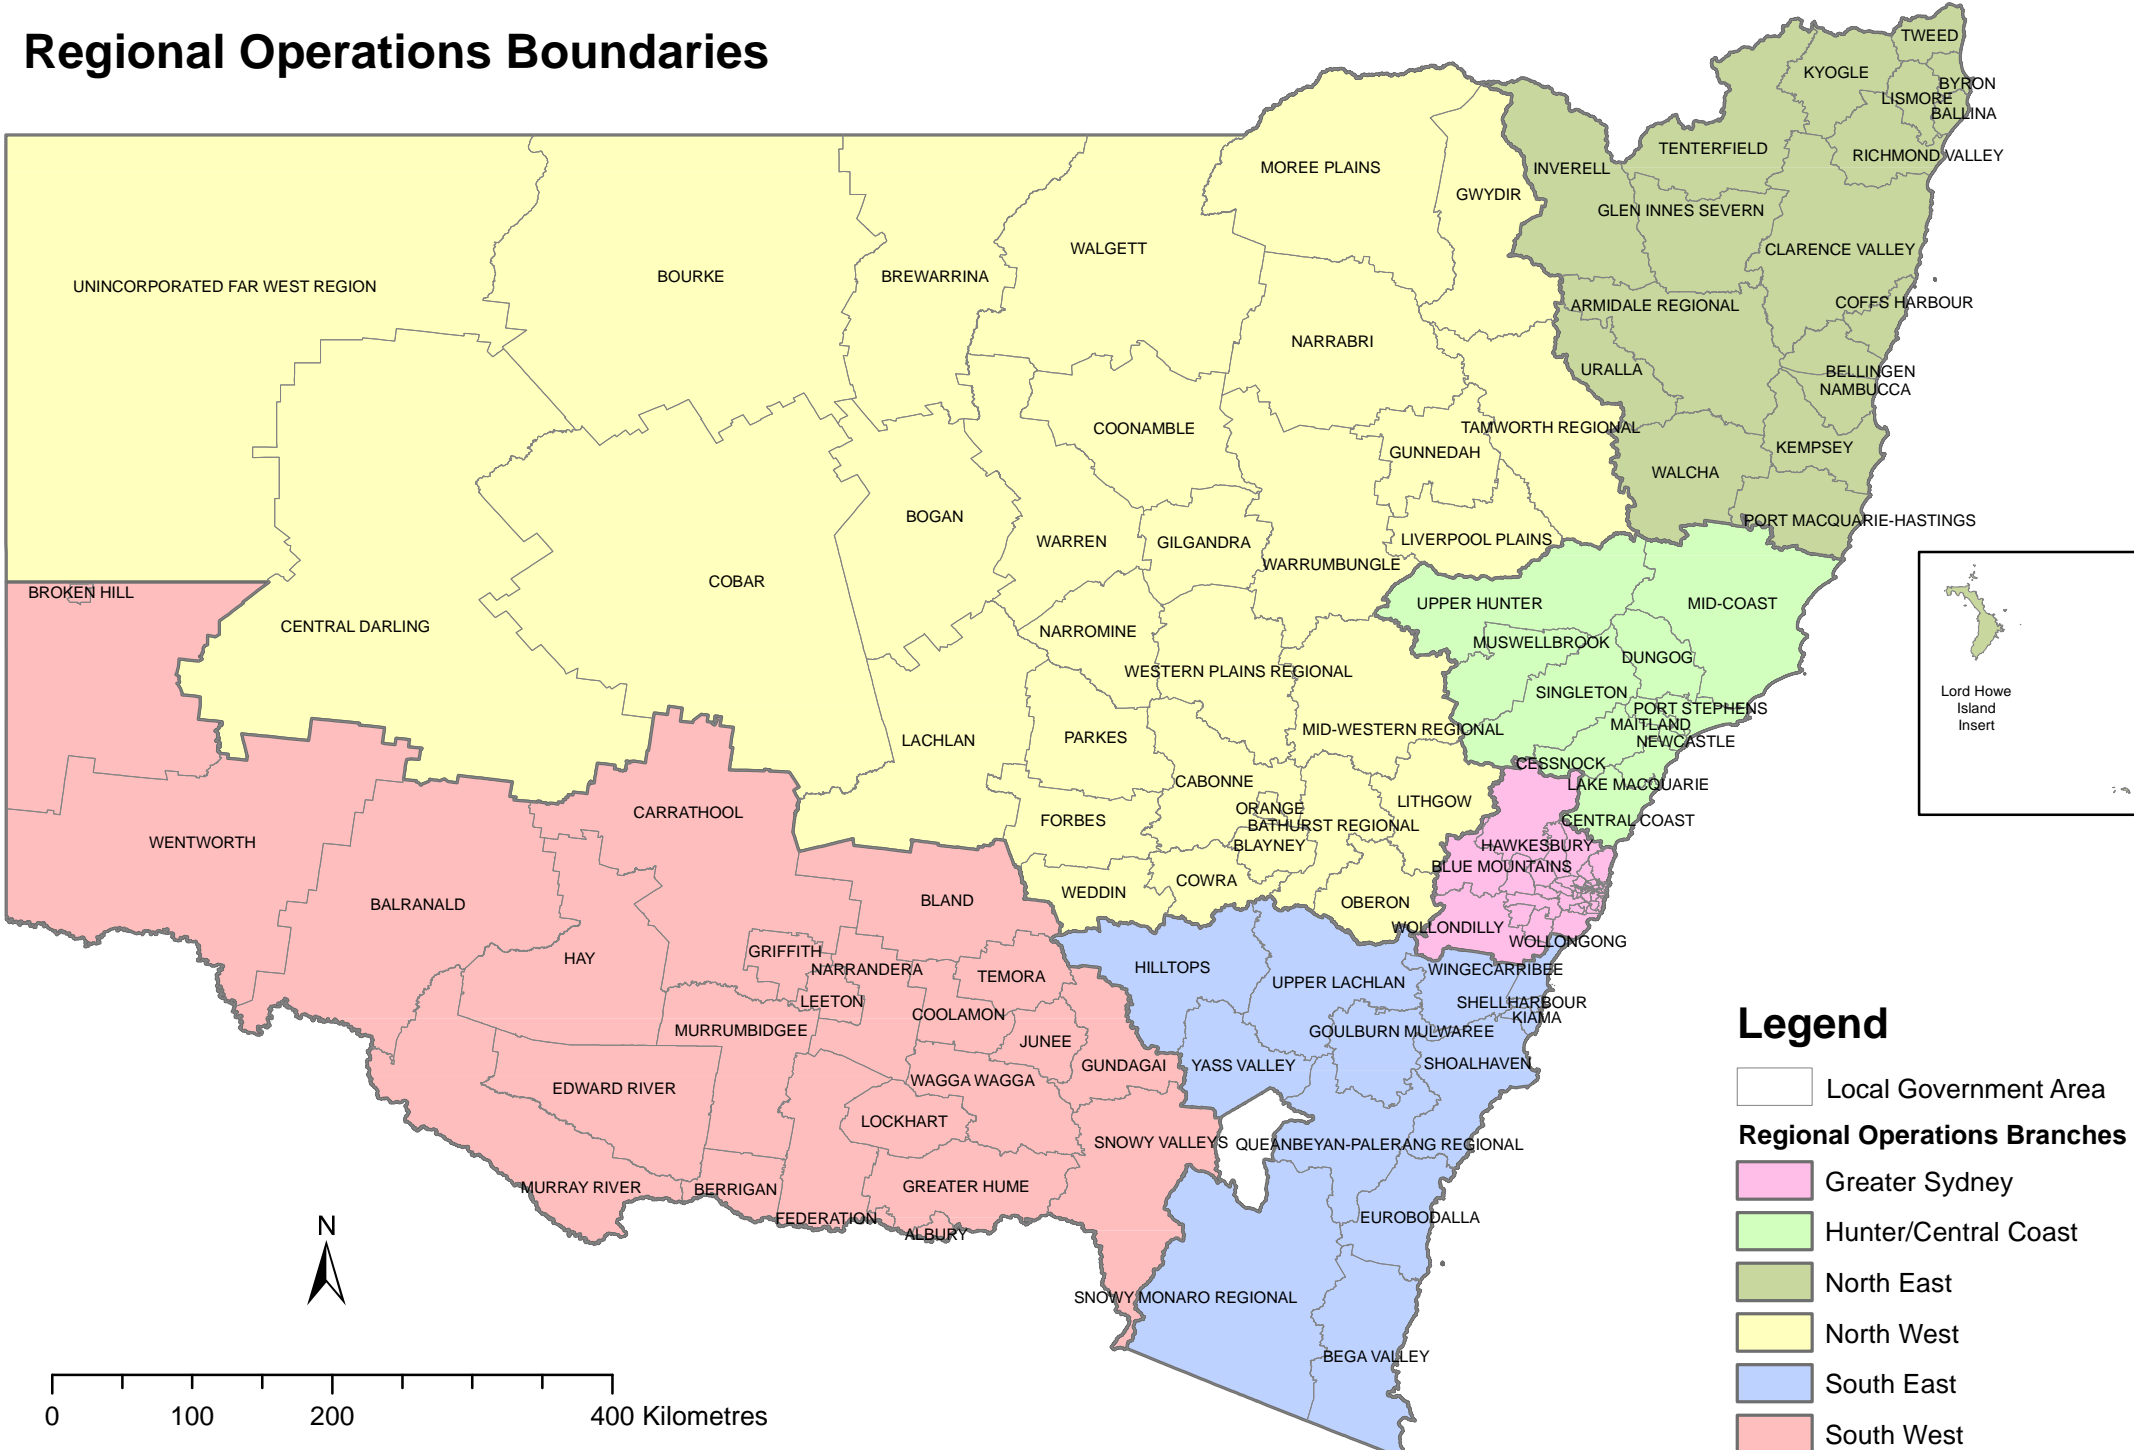 Regional Operations Boundaries
TWEED
KYOGLE
BYRON
LISMORE
BALLINA
TENTERFIELD
RICHMOND VALLEY
MOREE PLAINS
INVERELL
GWYDIR
GLEN INNES SEVERN
WALGETT
CLARENCE VALLEY
UNINCORPORATED FAR WEST REGION
BOURKE
BREWARRINA
ARMIDALE REGIONAL
COFFS HARBOUR
NARRABRI
URALLA
BELLINGEN
NAMBUCCA
COONAMBLE
TAMWORTH REGIONAL
GUNNEDAH
KEMPSEY
WALCHA
BOGAN
PORT MACQUARIE-HASTINGS
WARREN
GILGANDRA
LIVERPOOL PLAINS
WARRUMBUNGLE
COBAR
BROKEN HILL
UPPER HUNTER
MID-COAST
CENTRAL DARLING
NARROMINE
MUSWELLBROOK
DUNGOG
WESTERN PLAINS REGIONAL
SINGLETON
Lord Howe
Island
Insert
PORT STEPHENS
MAITLAND
MID-WESTERN REGIONAL
NEWCASTLE
LACHLAN
PARKES
CESSNOCK
CABONNE
LAKE MACQUARIE
LITHGOW
ORANGE
CARRATHOOL
FORBES
BATHURST REGIONAL
CENTRAL COAST
WENTWORTH
BLAYNEY
HAWKESBURY
BLUE MOUNTAINS
COWRA
WEDDIN
BLAND
OBERON
BALRANALD
WOLLONDILLY
WOLLONGONG
GRIFFITH
HAY
NARRANDERA
HILLTOPS
WINGECARRIBEE
TEMORA
UPPER LACHLAN
LEETON
SHELLHARBOUR
COOLAMON
KIAMA
MURRUMBIDGEE
GOULBURN MULWAREE
JUNEE
GUNDAGAI
YASS VALLEY
SHOALHAVEN
WAGGA WAGGA
EDWARD RIVER
LOCKHART
SNOWY VALLEYS
QUEANBEYAN-PALERANG REGIONAL
MURRAY RIVER
BERRIGAN
GREATER HUME
FEDERATION
EUROBODALLA
ALBURY
SNOWY MONARO REGIONAL
BEGA VALLEY
N
0 100 200 400 Kilometres
Legend
Local Government Area
Regional Operations Branches
Greater Sydney
Hunter/Central Coast
North East
North West
South East
South West